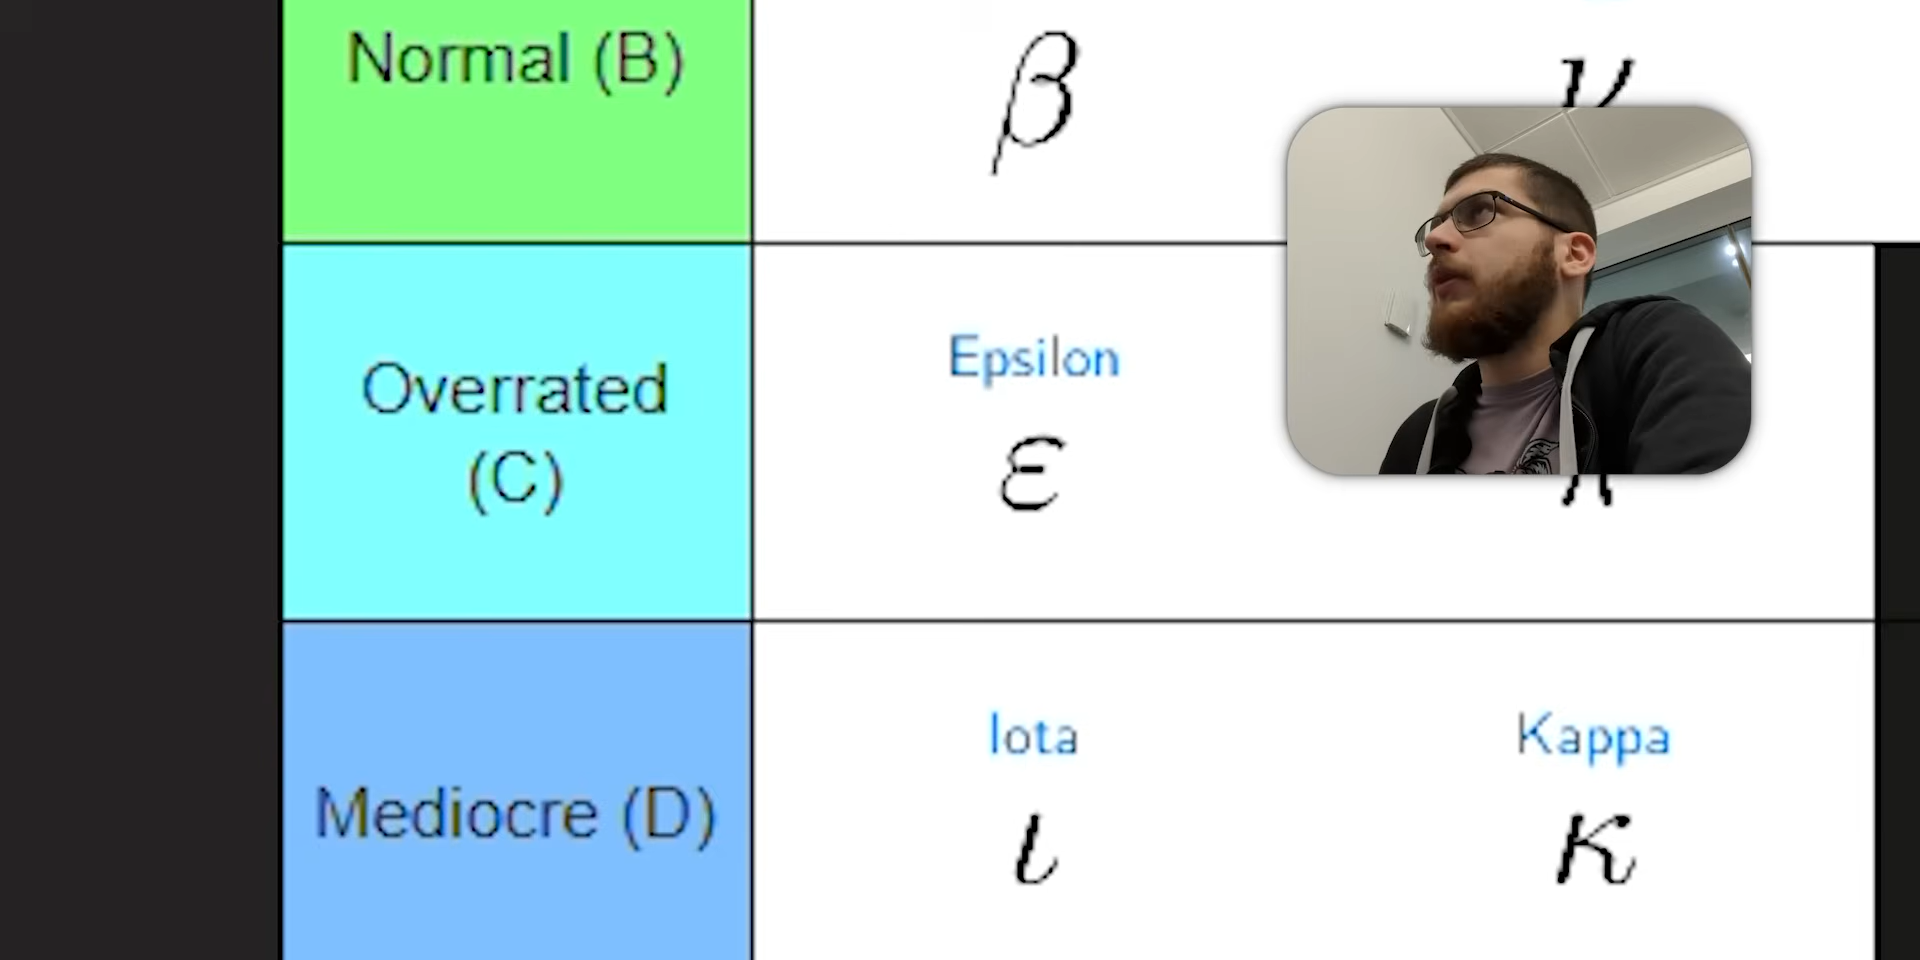 Normal (B)
β
ν
Overrated
(C)
Epsilon
ε
Mediocre (D)
Iota
Kappa
ι
κ